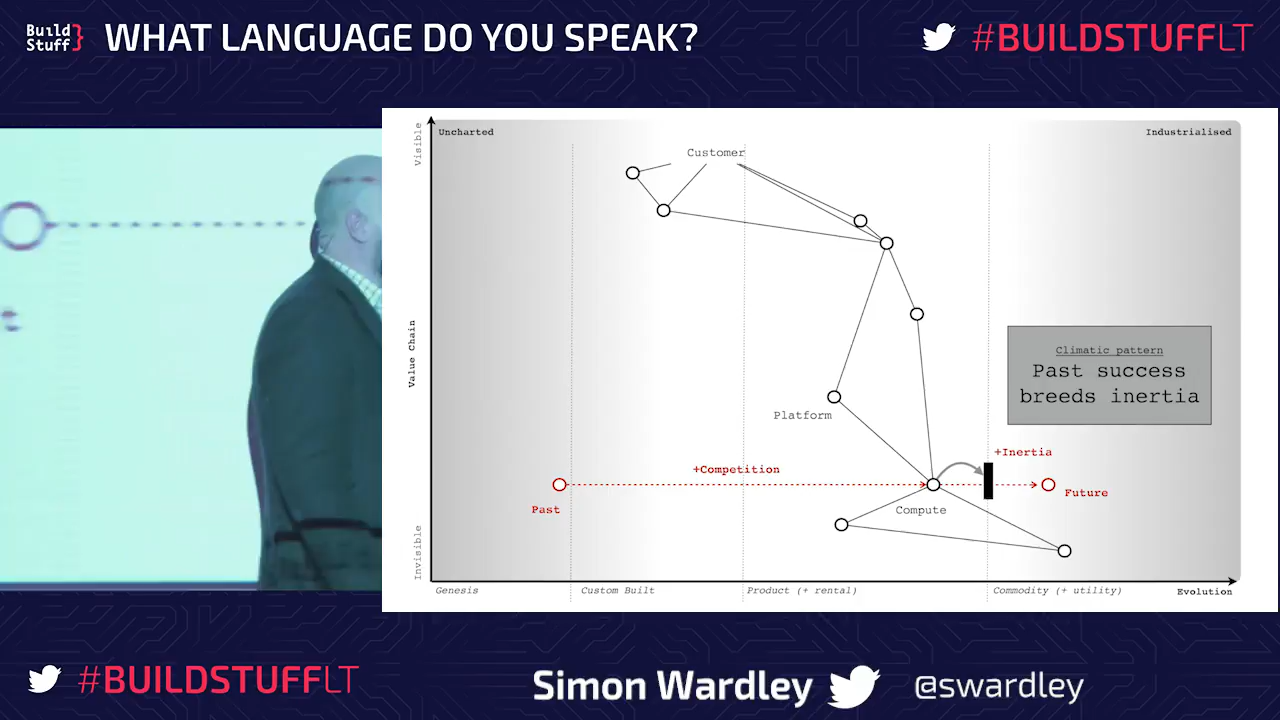 Build
Stuff}
WHAT LANGUAGE DO YOU SPEAK?
#BUILDSTUFFLT
Visible
Uncharted
Industrialised
Customer
Value Chain
Climatic pattern
Past success
breeds inertia
Platform
+Competition
+Inertia
Past
Compute
Future
Invisible
Genesis
Custom Built
Product (+ rental)
Commodity (+ utility)
Evolution
#BUILDSTUFFLT
Simon Wardley
@swardley